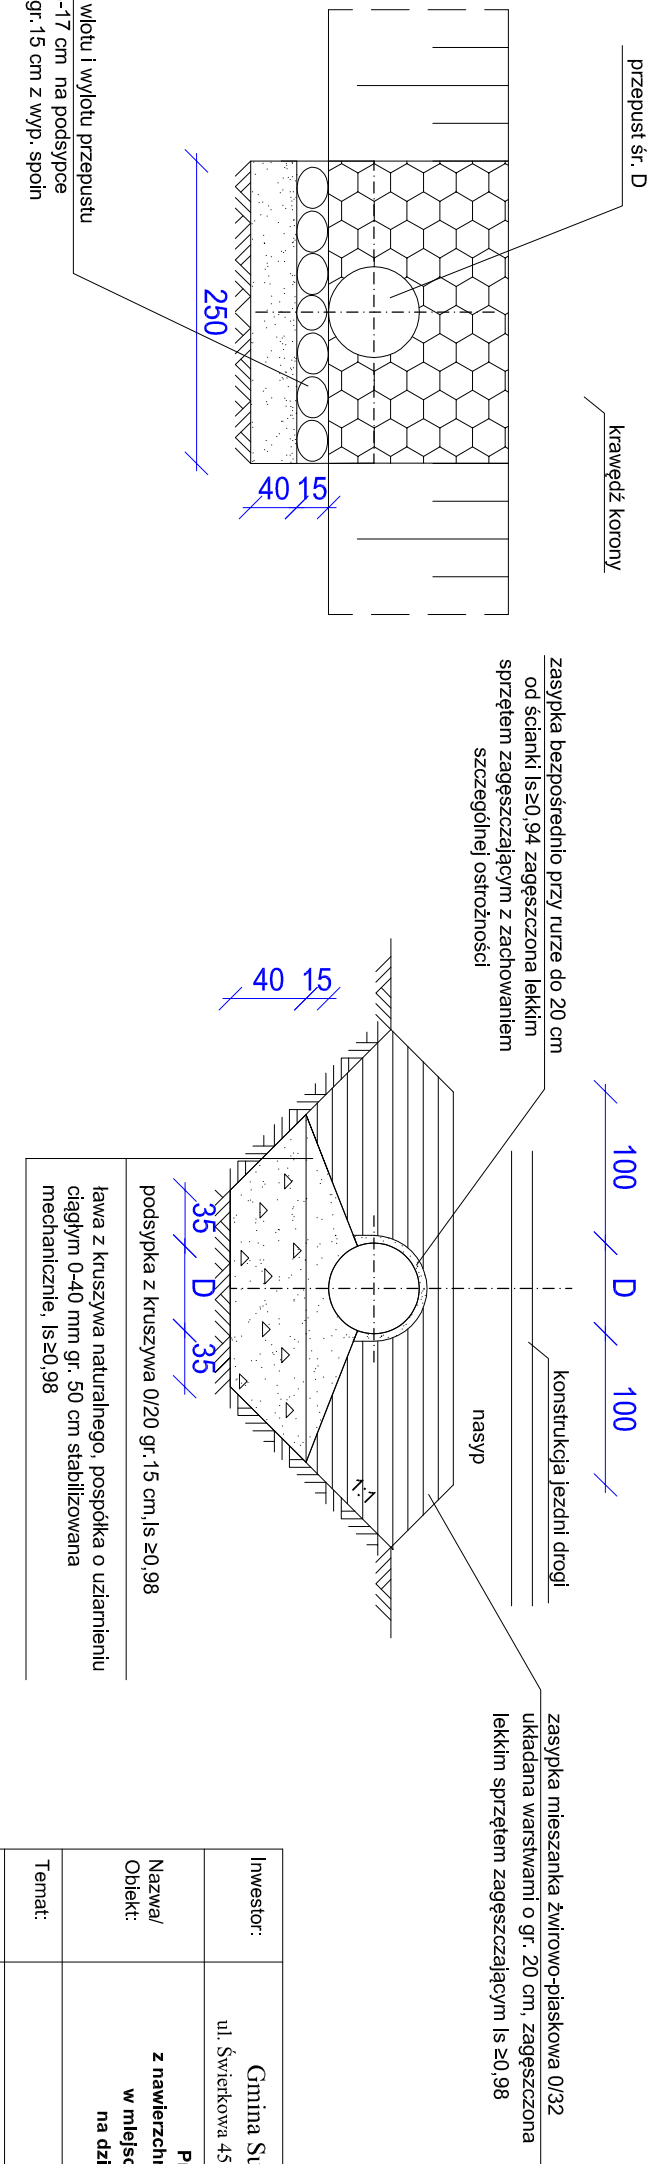 przepust śr. D
krawędź korony
wlotu i wylotu przepustu
-17 cm na podsypce
gr.15 cm z wyp. spoin
250
40 15
zasypka bezpośrednio przy rurze do 20 cm
od ścianki Is≥0,94 zagęszczona lekkim
sprzętem zagęszczającym z zachowaniem
szczególnej ostrożności
100 D 100
konstrukcja jezdni drogi
nasyp
1:1
40 15
35 D 35
podsypka z kruszywa 0/20 gr.15 cm,Is ≥0,98
ława z kruszywa naturalnego, pospółka o uziarnieniu
ciągłym 0-40 mm gr. 50 cm stabilizowana
mechanicznie, Is≥0,98
zasypka mieszanka żwirowo-piaskowa 0/32
układana warstwami o gr. 20 cm, zagęszczona
lekkim sprzętem zagęszczającym Is ≥0,98
Inwestor:
Gmina Su
ul. Świerkowa 45
Nazwa/
Obiekt:
z nawierzchn
w miejsc
na dzi
Temat: